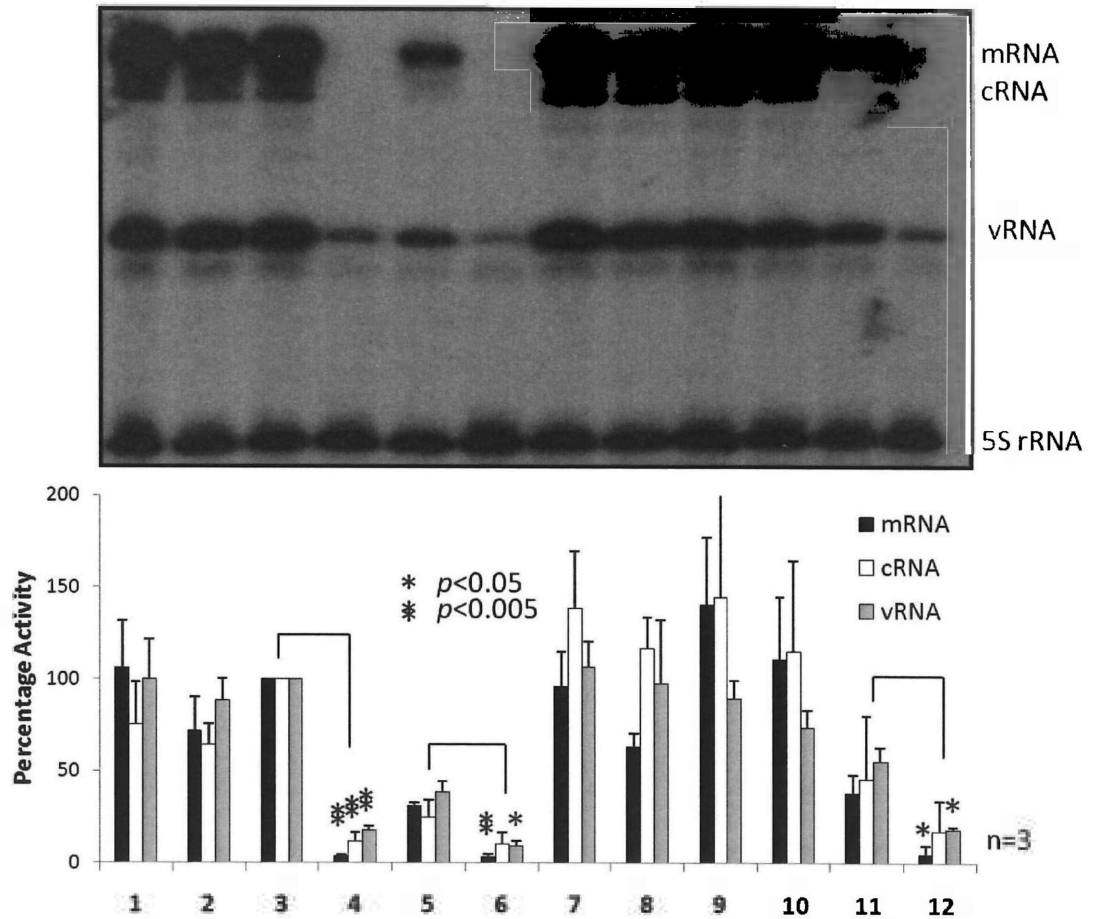 mRNA
cRNA
vRNA
5S rRNA
200
150
100
50
0
Percentage Activity
* p<0.05
⁑ p<0.005
mRNA
cRNA
vRNA
⁑ ⁑ ⁑
⁑ *
* *
n=3
1 2 3 4 5 6 7 8 9 10 11 12